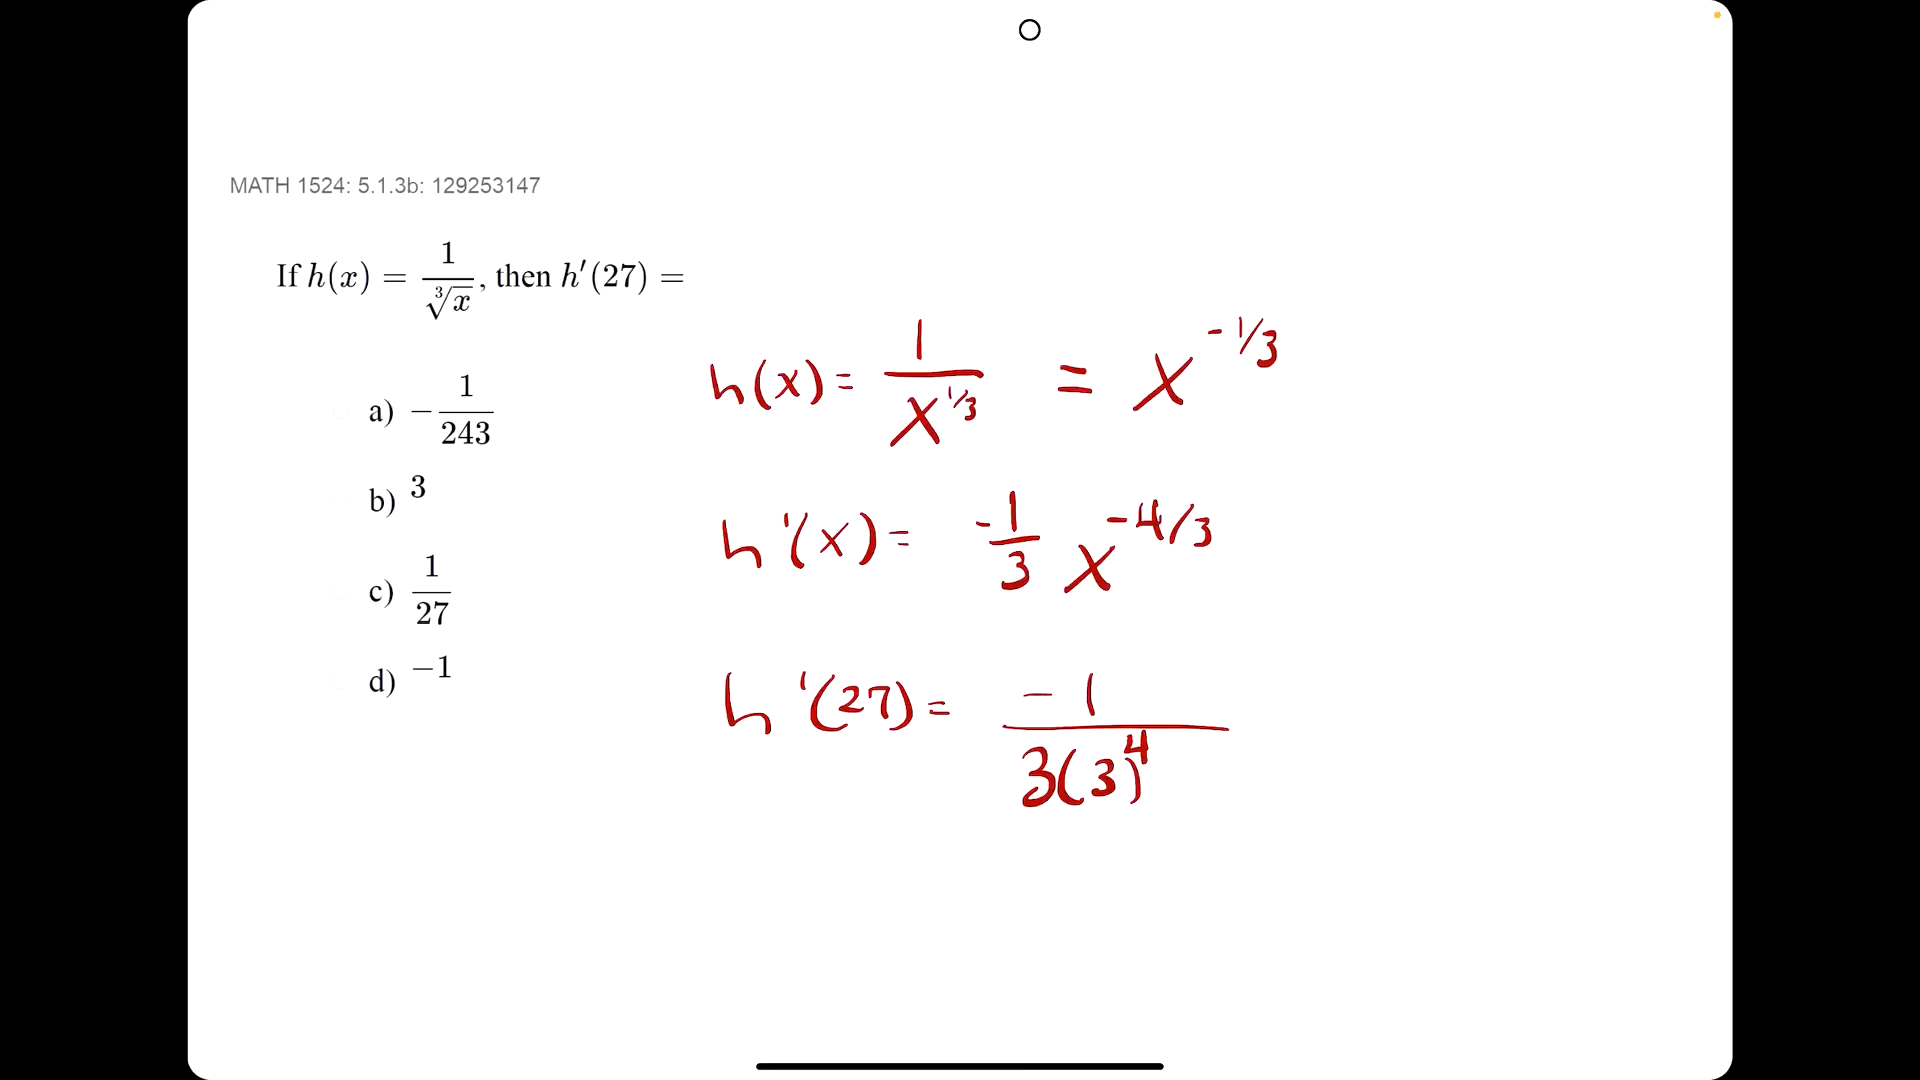 MATH 1524: 5.1.3b: 129253147
If h(x) = 1/∛x, then h′(27) =
a) −1/243
b) 3
c) 1/27
d) −1
h(x) = 1/x^(1/3) = x^(-1/3)
h'(x) = -1/3 x^(-4/3)
h'(27) = -1/(3(3)^4)